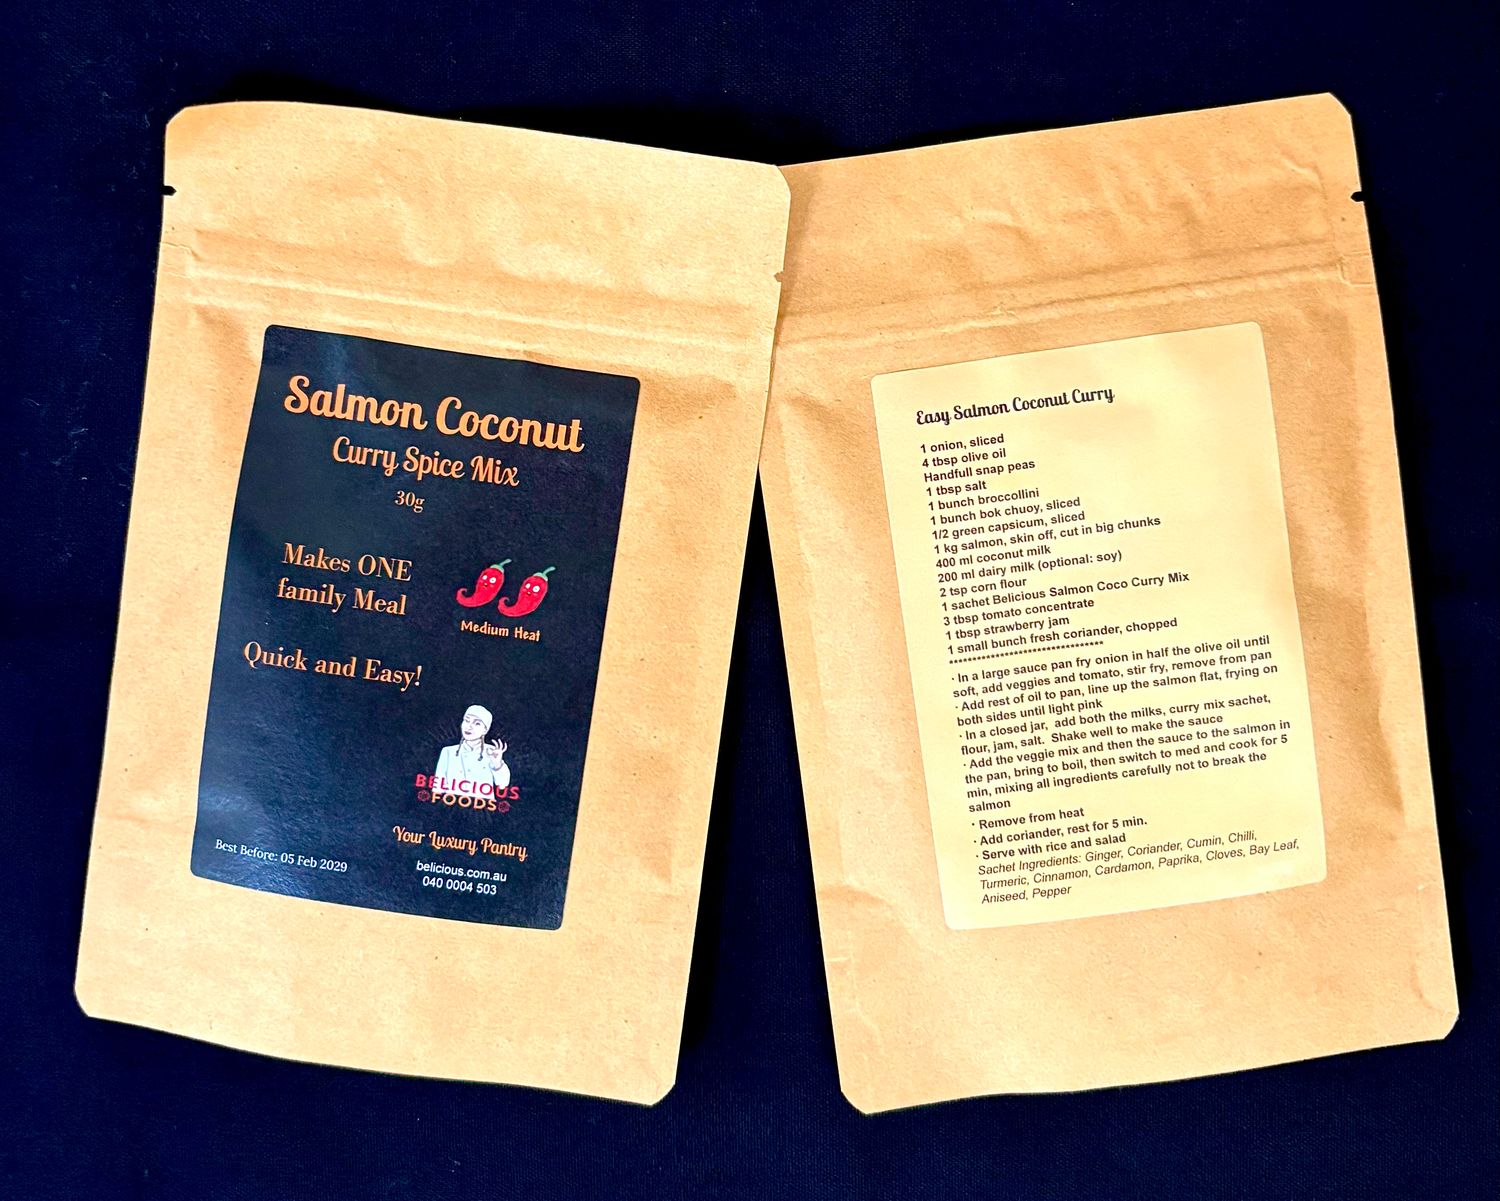 Salmon Coconut
Curry Spice Mix
30g
Makes ONE
family Meal
Medium Heat
Quick and Easy!
BELICIOUS
FOODS
Your Luxury Pantry
belicious.com.au
040 0004 503
Best Before: 05 Feb 2029
Easy Salmon Coconut Curry
1 onion, sliced
4 tbsp olive oil
Handfull snap peas
1 tbsp salt
1 bunch broccollini
1 bunch bok chuoy, sliced
1/2 green capsicum, sliced
1 kg salmon, skin off, cut in big chunks
400 ml coconut milk
200 ml dairy milk (optional: soy)
2 tsp corn flour
1 sachet Belicious Salmon Coco Curry Mix
3 tbsp tomato concentrate
1 tbsp strawberry jam
1 small bunch fresh coriander, chopped
********************************
· In a large sauce pan fry onion in half the olive oil until
soft, add veggies and tomato, stir fry, remove from pan
· Add rest of oil to pan, line up the salmon flat, frying on
both sides until light pink
· In a closed jar, add both the milks, curry mix sachet,
flour, jam, salt. Shake well to make the sauce
· Add the veggie mix and then the sauce to the salmon in
the pan, bring to boil, then switch to med and cook for 5
min, mixing all ingredients carefully not to break the
salmon
· Remove from heat
· Add coriander, rest for 5 min.
· Serve with rice and salad
Sachet Ingredients: Ginger, Coriander, Cumin, Chilli,
Turmeric, Cinnamon, Cardamon, Paprika, Cloves, Bay Leaf,
Aniseed, Pepper